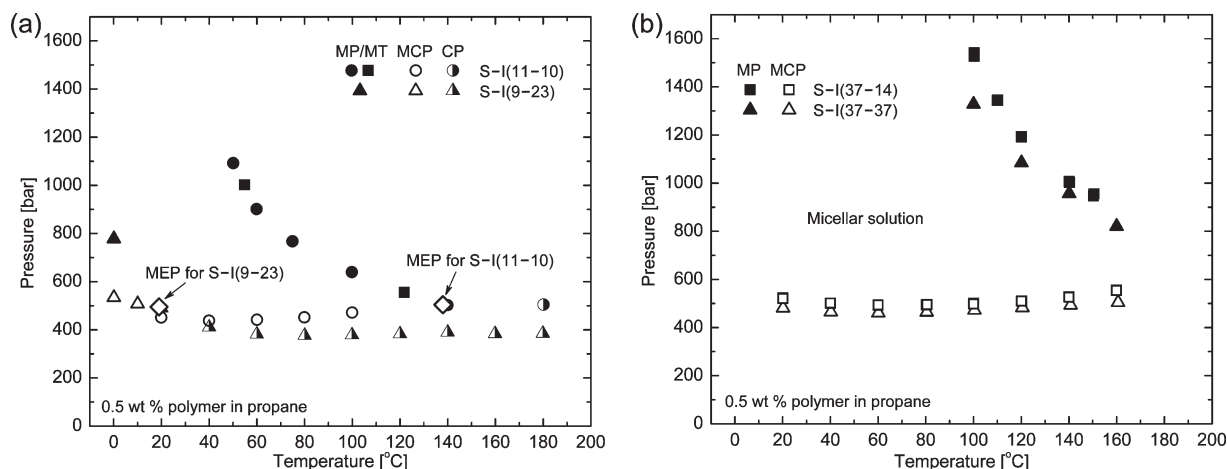 (a)
1600
1400
1200
1000
800
600
400
200
0
Pressure [bar]
MP/MT MCP CP
S-I(11-10)
S-I(9-23)
MEP for S-I(9-23)
MEP for S-I(11-10)
0.5 wt % polymer in propane
0 20 40 60 80 100 120 140 160 180 200
Temperature [°C]
(b)
1600
1400
1200
1000
800
600
400
200
0
Pressure [bar]
MP MCP
S-I(37-14)
S-I(37-37)
Micellar solution
0.5 wt % polymer in propane
0 20 40 60 80 100 120 140 160 180 200
Temperature [°C]